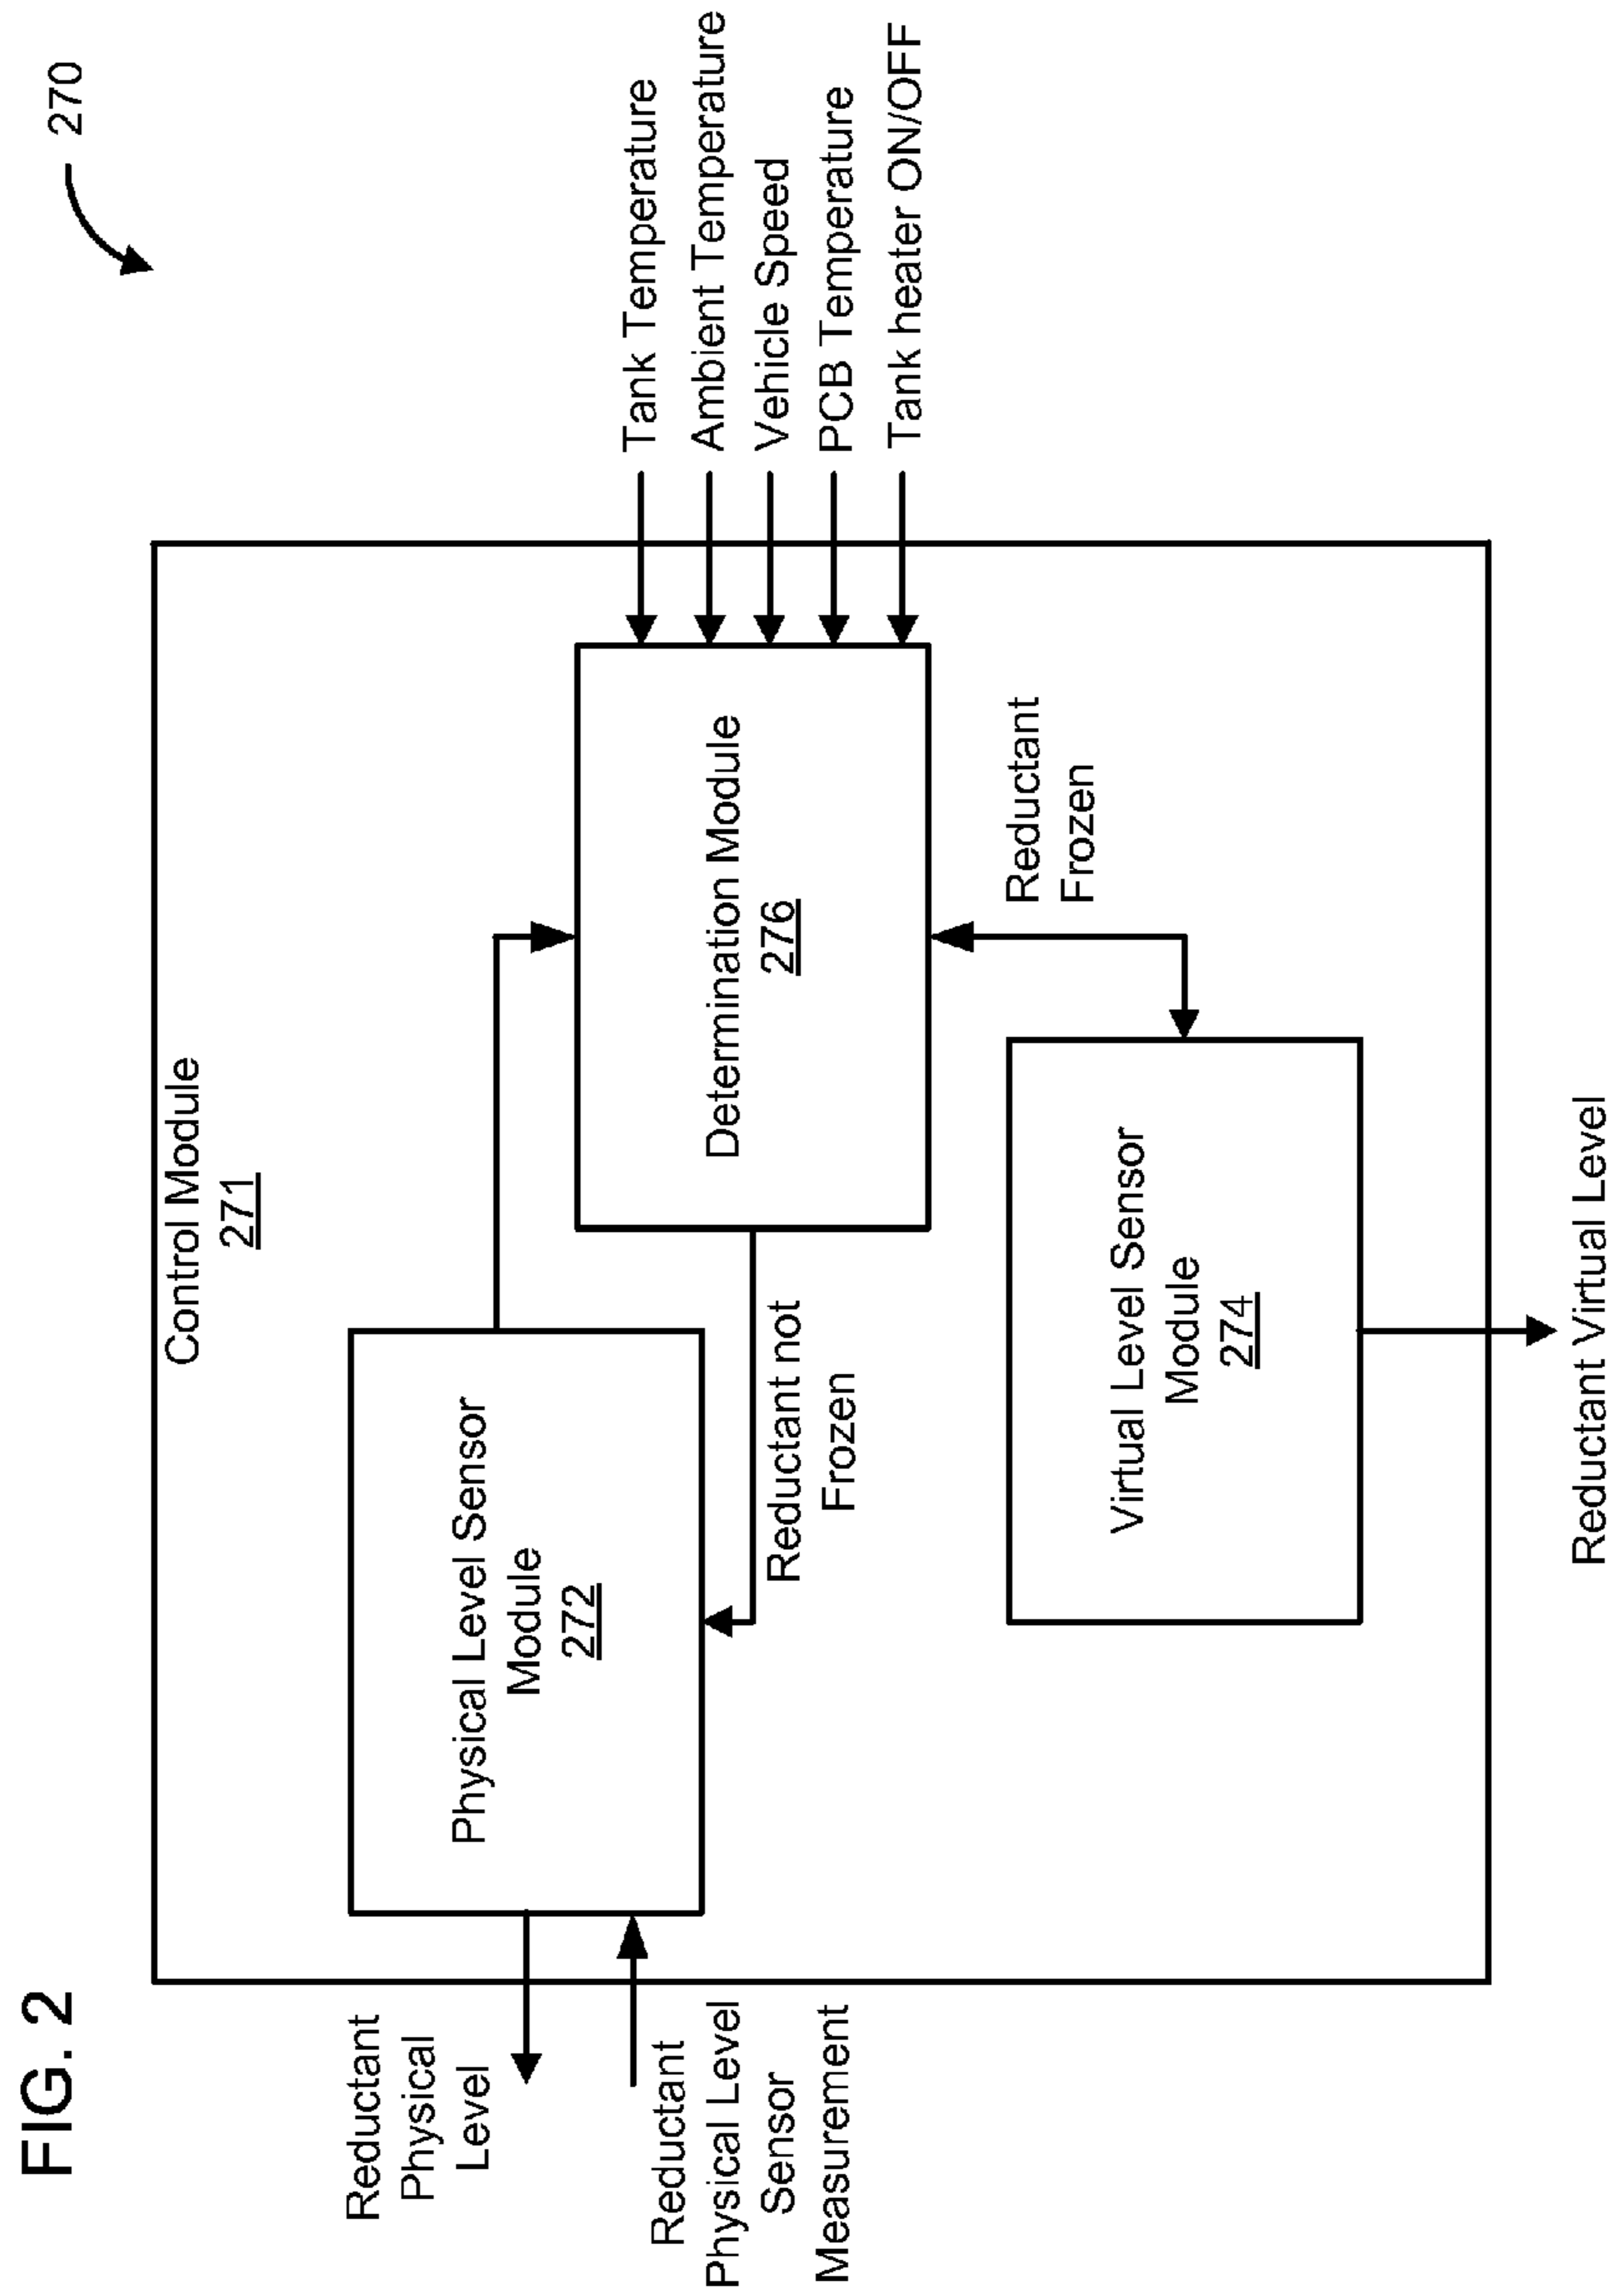 FIG. 2
270
Control Module
271
Reductant
Physical
Level
Reductant
Physical Level
Sensor
Measurement
Physical Level Sensor
Module
272
Reductant not
Frozen
Determination Module
276
Tank Temperature
Ambient Temperature
Vehicle Speed
PCB Temperature
Tank heater ON/OFF
Reductant
Frozen
Virtual Level Sensor
Module
274
Reductant Virtual Level